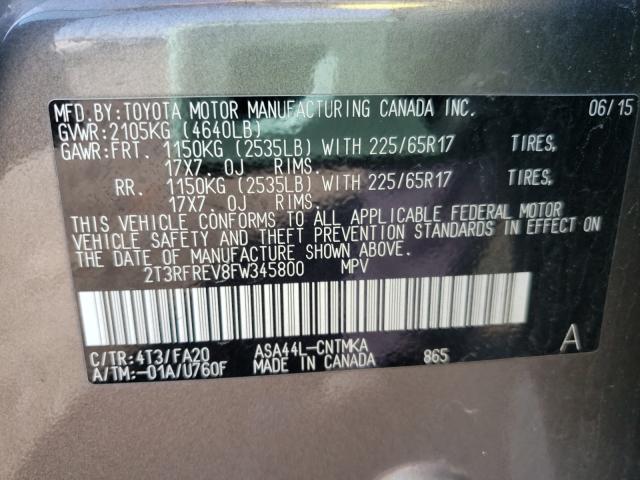 MFD.BY:TOYOTA MOTOR MANUFACTURING CANADA INC. 06/15
GVWR:2105KG (4640LB)
GAWR:FRT. 1150KG (2535LB) WITH 225/65R17 TIRES,
17X7.0J RIMS.
RR. 1150KG (2535LB) WITH 225/65R17 TIRES,
17X7.0J RIMS.
THIS VEHICLE CONFORMS TO ALL APPLICABLE FEDERAL MOTOR
VEHICLE SAFETY AND THEFT PREVENTION STANDARDS IN EFFECT ON
THE DATE OF MANUFACTURE SHOWN ABOVE.
2T3RFREV8FW345800 MPV
C/TR:4T3/FA20 ASA44L-CNTMKA A
A/TM:-01A/U760F MADE IN CANADA 865